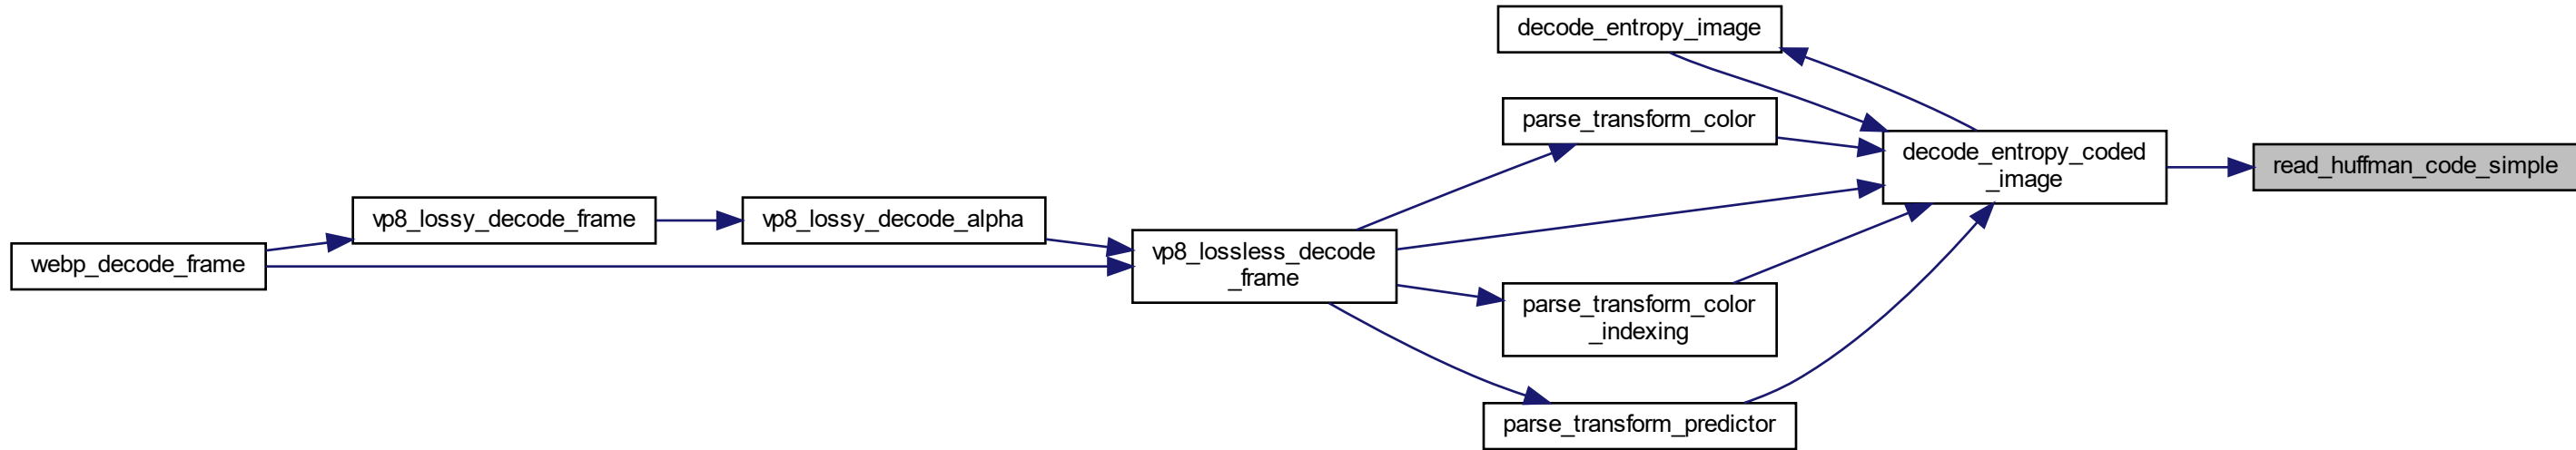 decode_entropy_image
parse_transform_color
decode_entropy_coded
_image
read_huffman_code_simple
vp8_lossy_decode_frame
vp8_lossy_decode_alpha
webp_decode_frame
vp8_lossless_decode
_frame
parse_transform_color
_indexing
parse_transform_predictor